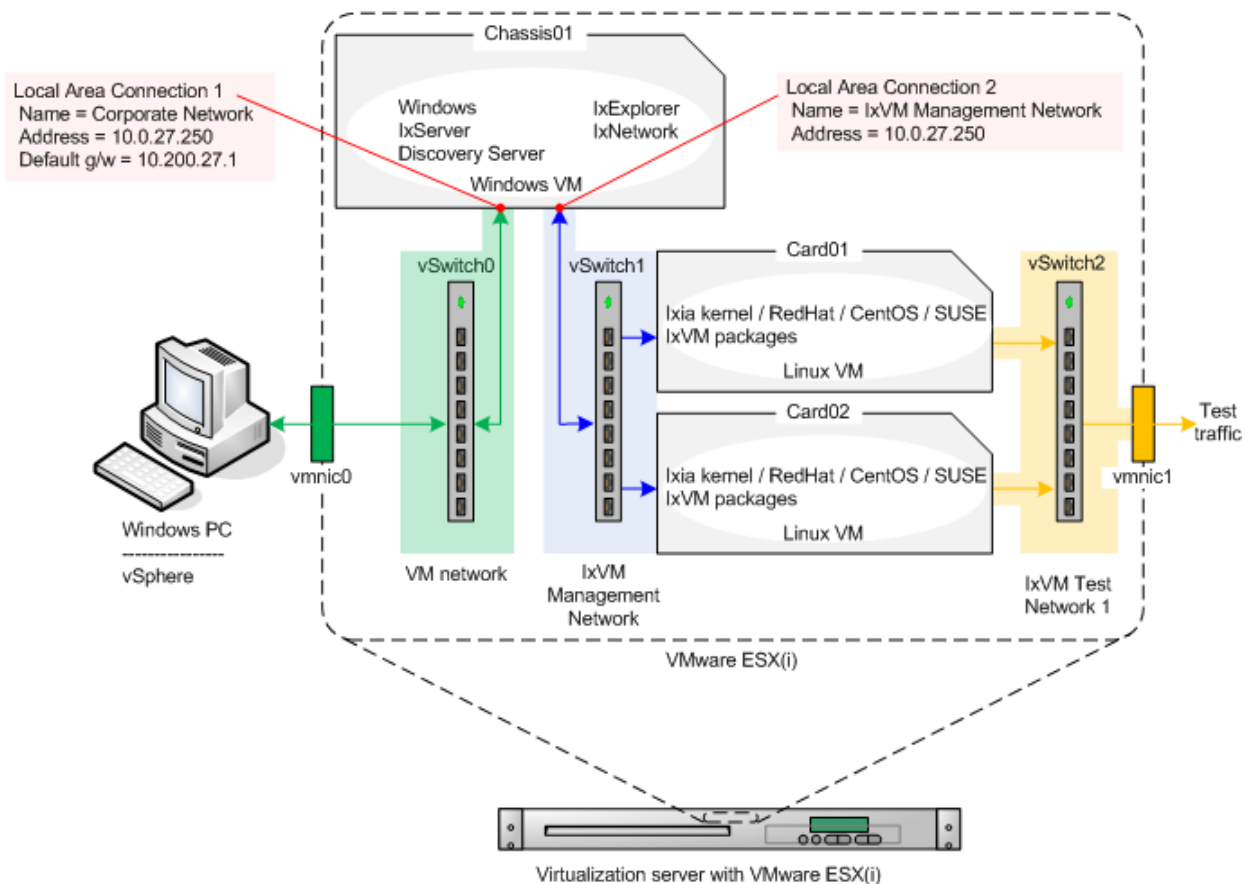 Chassis01
Local Area Connection 1
Name = Corporate Network
Address = 10.0.27.250
Default g/w = 10.200.27.1
Windows
IxServer
Discovery Server
IxExplorer
IxNetwork
Windows VM
Local Area Connection 2
Name = IxVM Management Network
Address = 10.0.27.250
vSwitch0
vSwitch1
Card01
Ixia kernel / RedHat / CentOS / SUSE
IxVM packages
Linux VM
vSwitch2
Card02
Ixia kernel / RedHat / CentOS / SUSE
IxVM packages
Linux VM
Test
traffic
vmnic0
vmnic1
Windows PC
----------------
vSphere
VM network
IxVM
Management
Network
IxVM Test
Network 1
VMware ESX(i)
Virtualization server with VMware ESX(i)